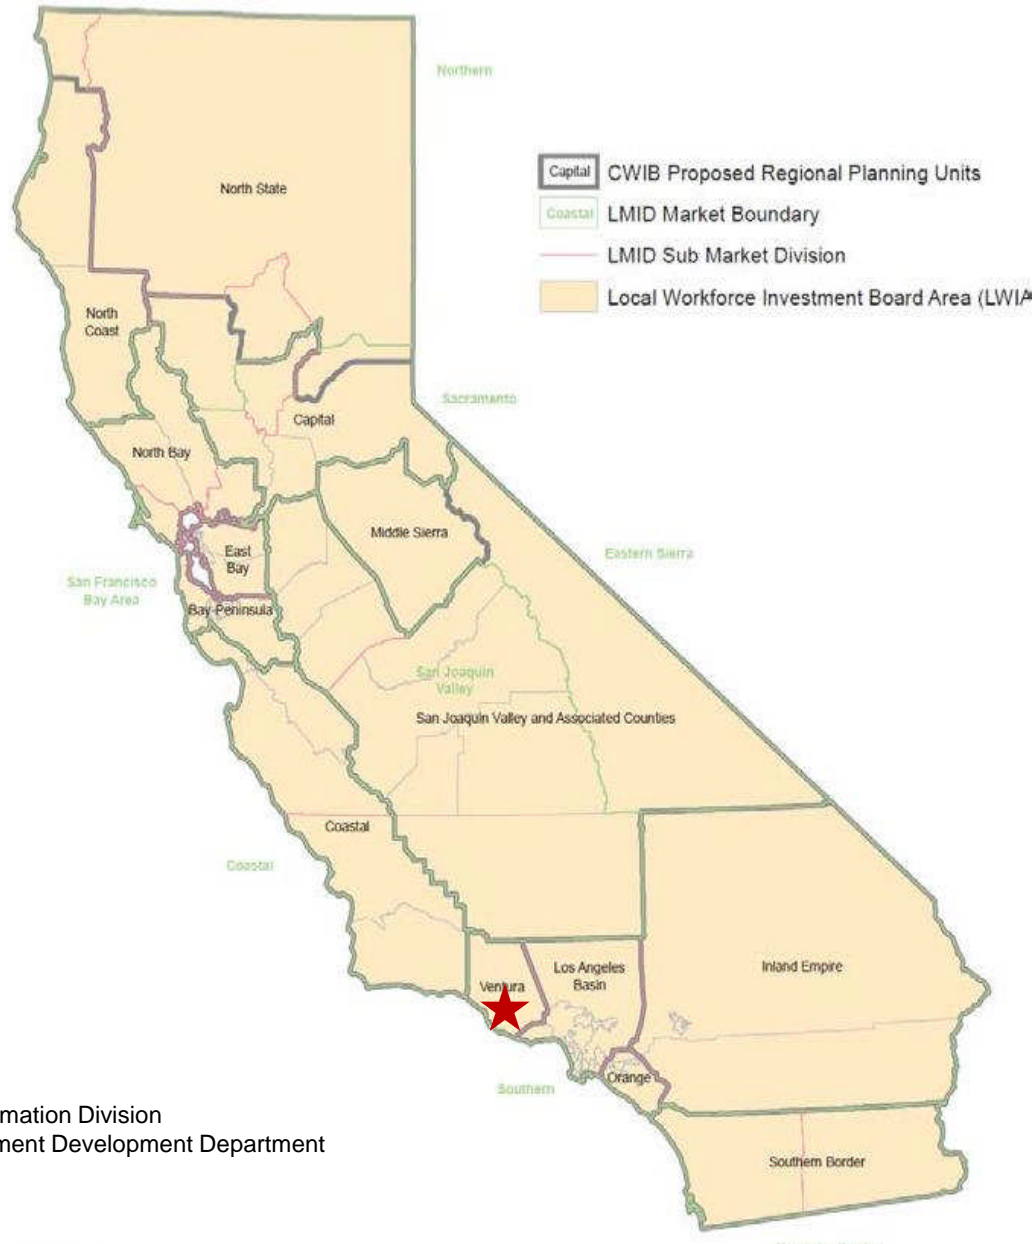 Northern
Capital CWIB Proposed Regional Planning Units
North State
Coastal LMID Market Boundary
LMID Sub Market Division
Local Workforce Investment Board Area (LWIA
North
Coast
Sacramento
Capital
North Bay
Middle Sierra
East
Bay
Eastern Sierra
San Francisco
Bay Area
Bay-Peninsula
San Joaquin
Valley
San Joaquin Valley and Associated Counties
Coastal
Coastal
Los Angeles
Basin
Inland Empire
Ventura
Orange
Southern
mation Division
ment Development Department
Southern Border